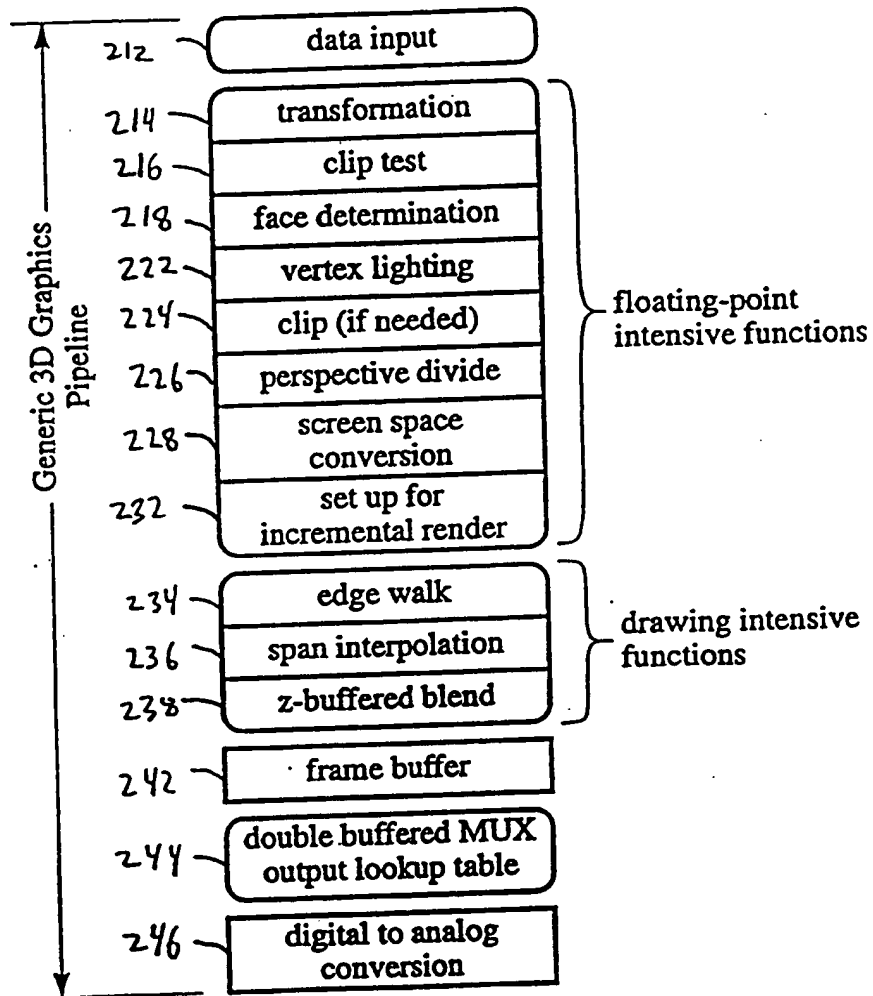 212
data input
214
transformation
216
clip test
218
face determination
222
vertex lighting
224
clip (if needed)
226
perspective divide
228
screen space
conversion
232
set up for
incremental render
floating-point
intensive functions
234
edge walk
236
span interpolation
238
z-buffered blend
drawing intensive
functions
242
frame buffer
244
double buffered MUX
output lookup table
246
digital to analog
conversion
Generic 3D Graphics
Pipeline